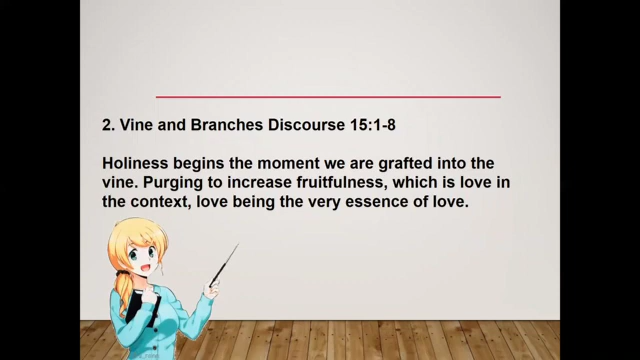 2. Vine and Branches Discourse 15:1-8
Holiness begins the moment we are grafted into the
vine. Purging to increase fruitfulness, which is love in
the context, love being the very essence of love.